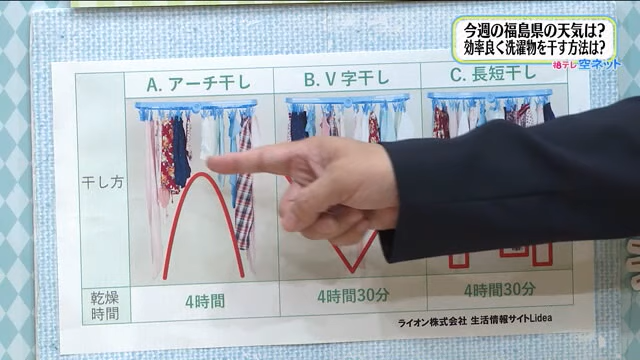 今週の福島県の天気は?
効率良く洗濯物を干す方法は?
福テレ空ネット
A. アーチ干し
B. V字干し
C. 長短干し
干し方
乾燥
時間
4時間
4時間30分
4時間30分
ライオン株式会社 生活情報サイトLidea